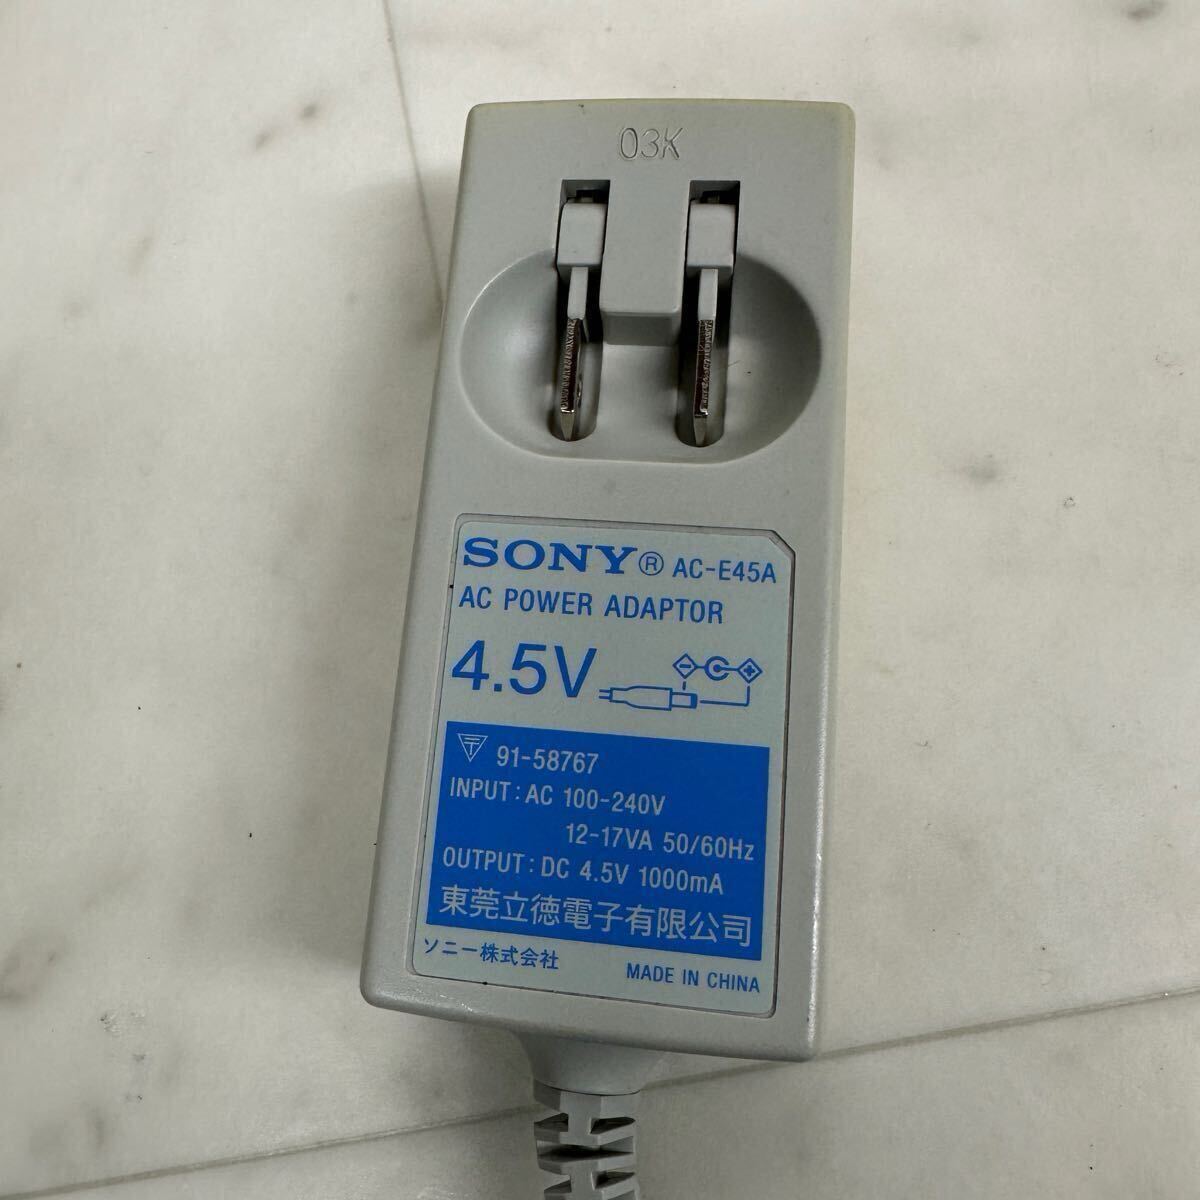 03K
SONY® AC-E45A
AC POWER ADAPTOR
4.5V
91-58767
INPUT: AC 100-240V
12-17VA 50/60Hz
OUTPUT: DC 4.5V 1000mA
東莞立徳電子有限公司
ソニー株式会社 MADE IN CHINA